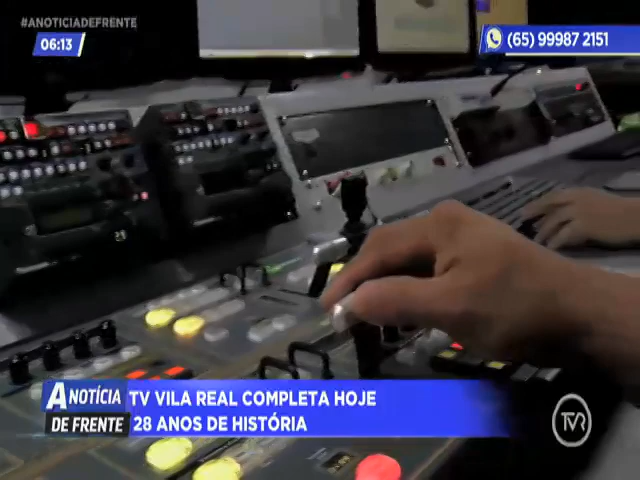 #ANOTICIADEFRENTE
06:13
(65) 99987 2151
A NOTÍCIA
DE FRENTE
TV VILA REAL COMPLETA HOJE
28 ANOS DE HISTÓRIA
TVR